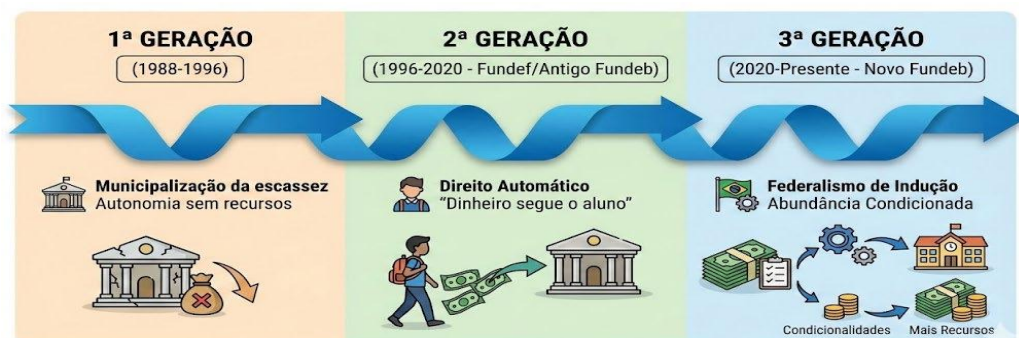 1ª GERAÇÃO
(1988-1996)
Municipalização da escassez
Autonomia sem recursos
2ª GERAÇÃO
(1996-2020 - Fundef/Antigo Fundeb)
Direito Automático
“Dinheiro segue o aluno”
3ª GERAÇÃO
(2020-Presente - Novo Fundeb)
Federalismo de Indução
Abundância Condicionada
Condicionalidades
Mais Recursos